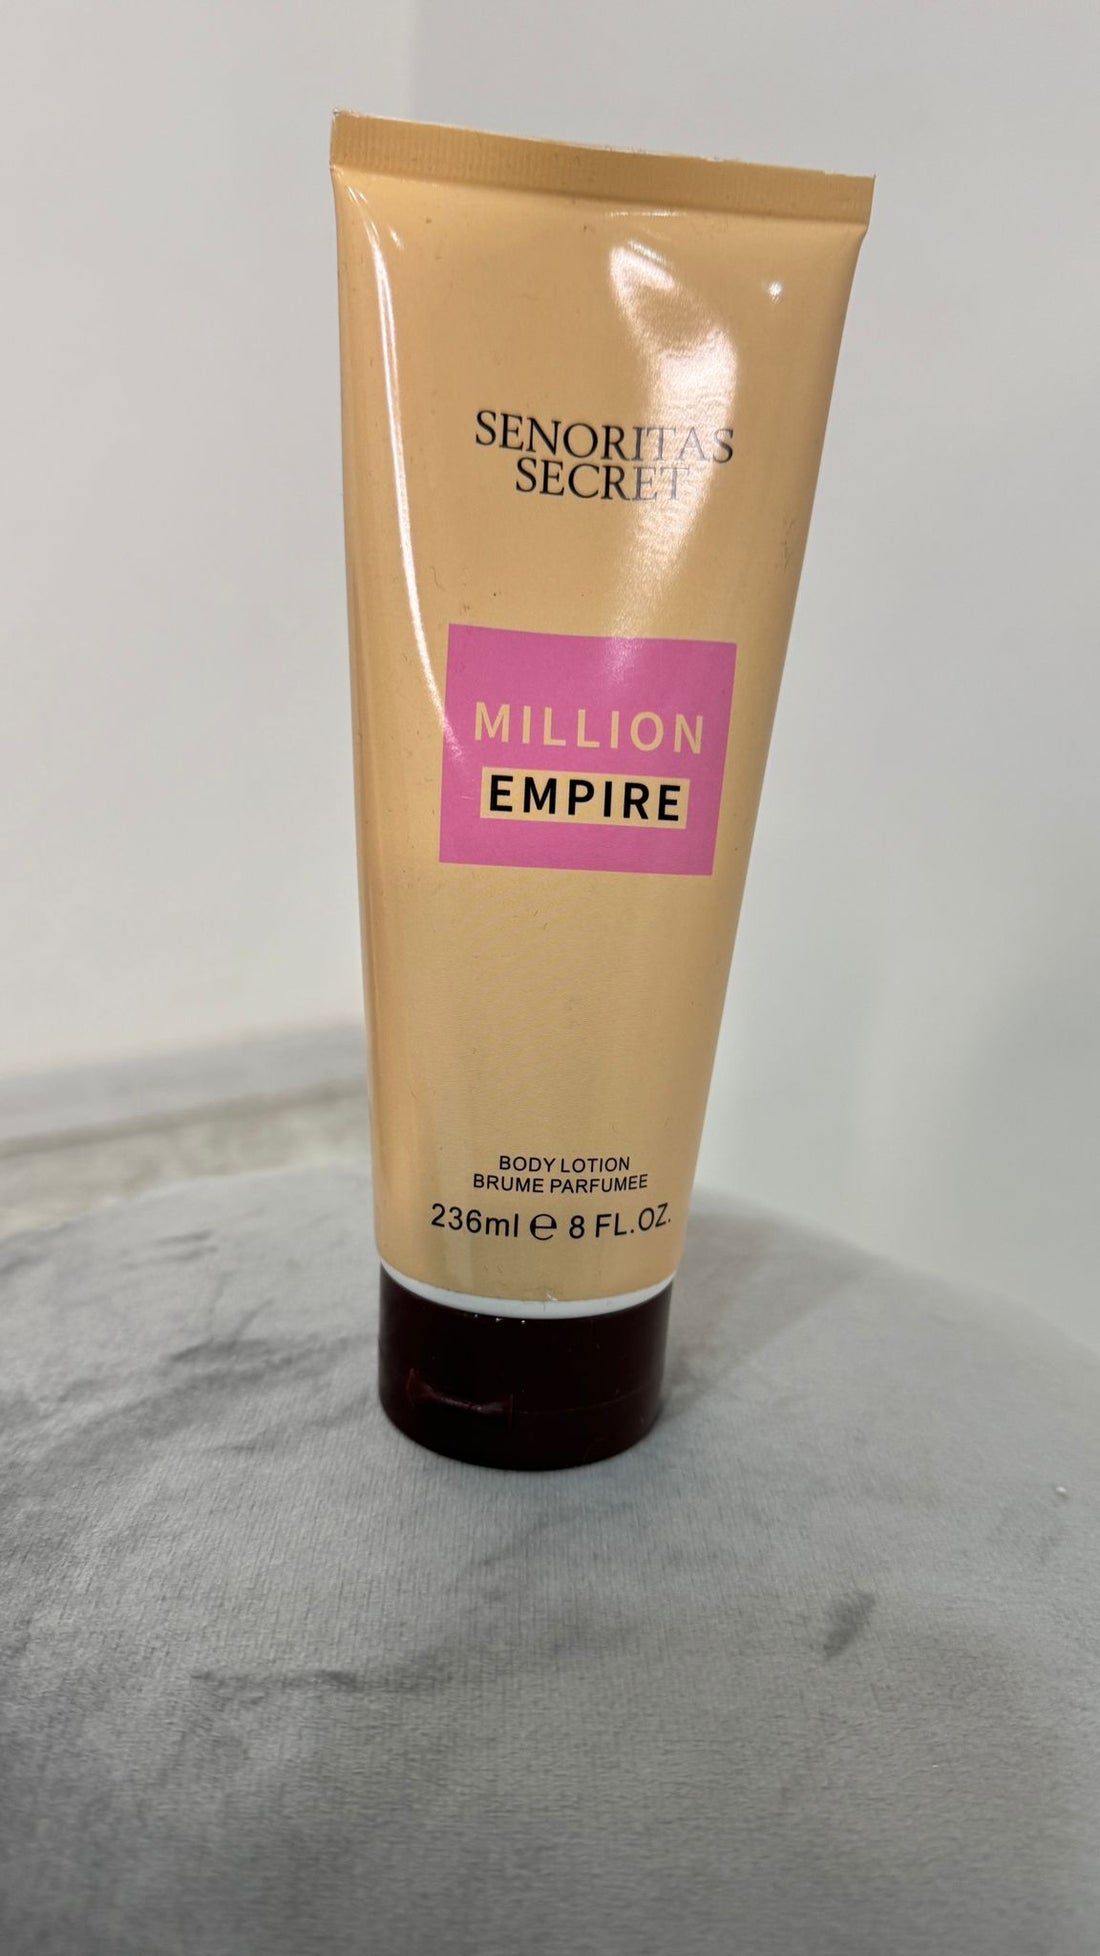 SENORITAS
SECRET
MILLION
EMPIRE
BODY LOTION
BRUME PARFUMEE
236ml ℮ 8 FL.OZ.